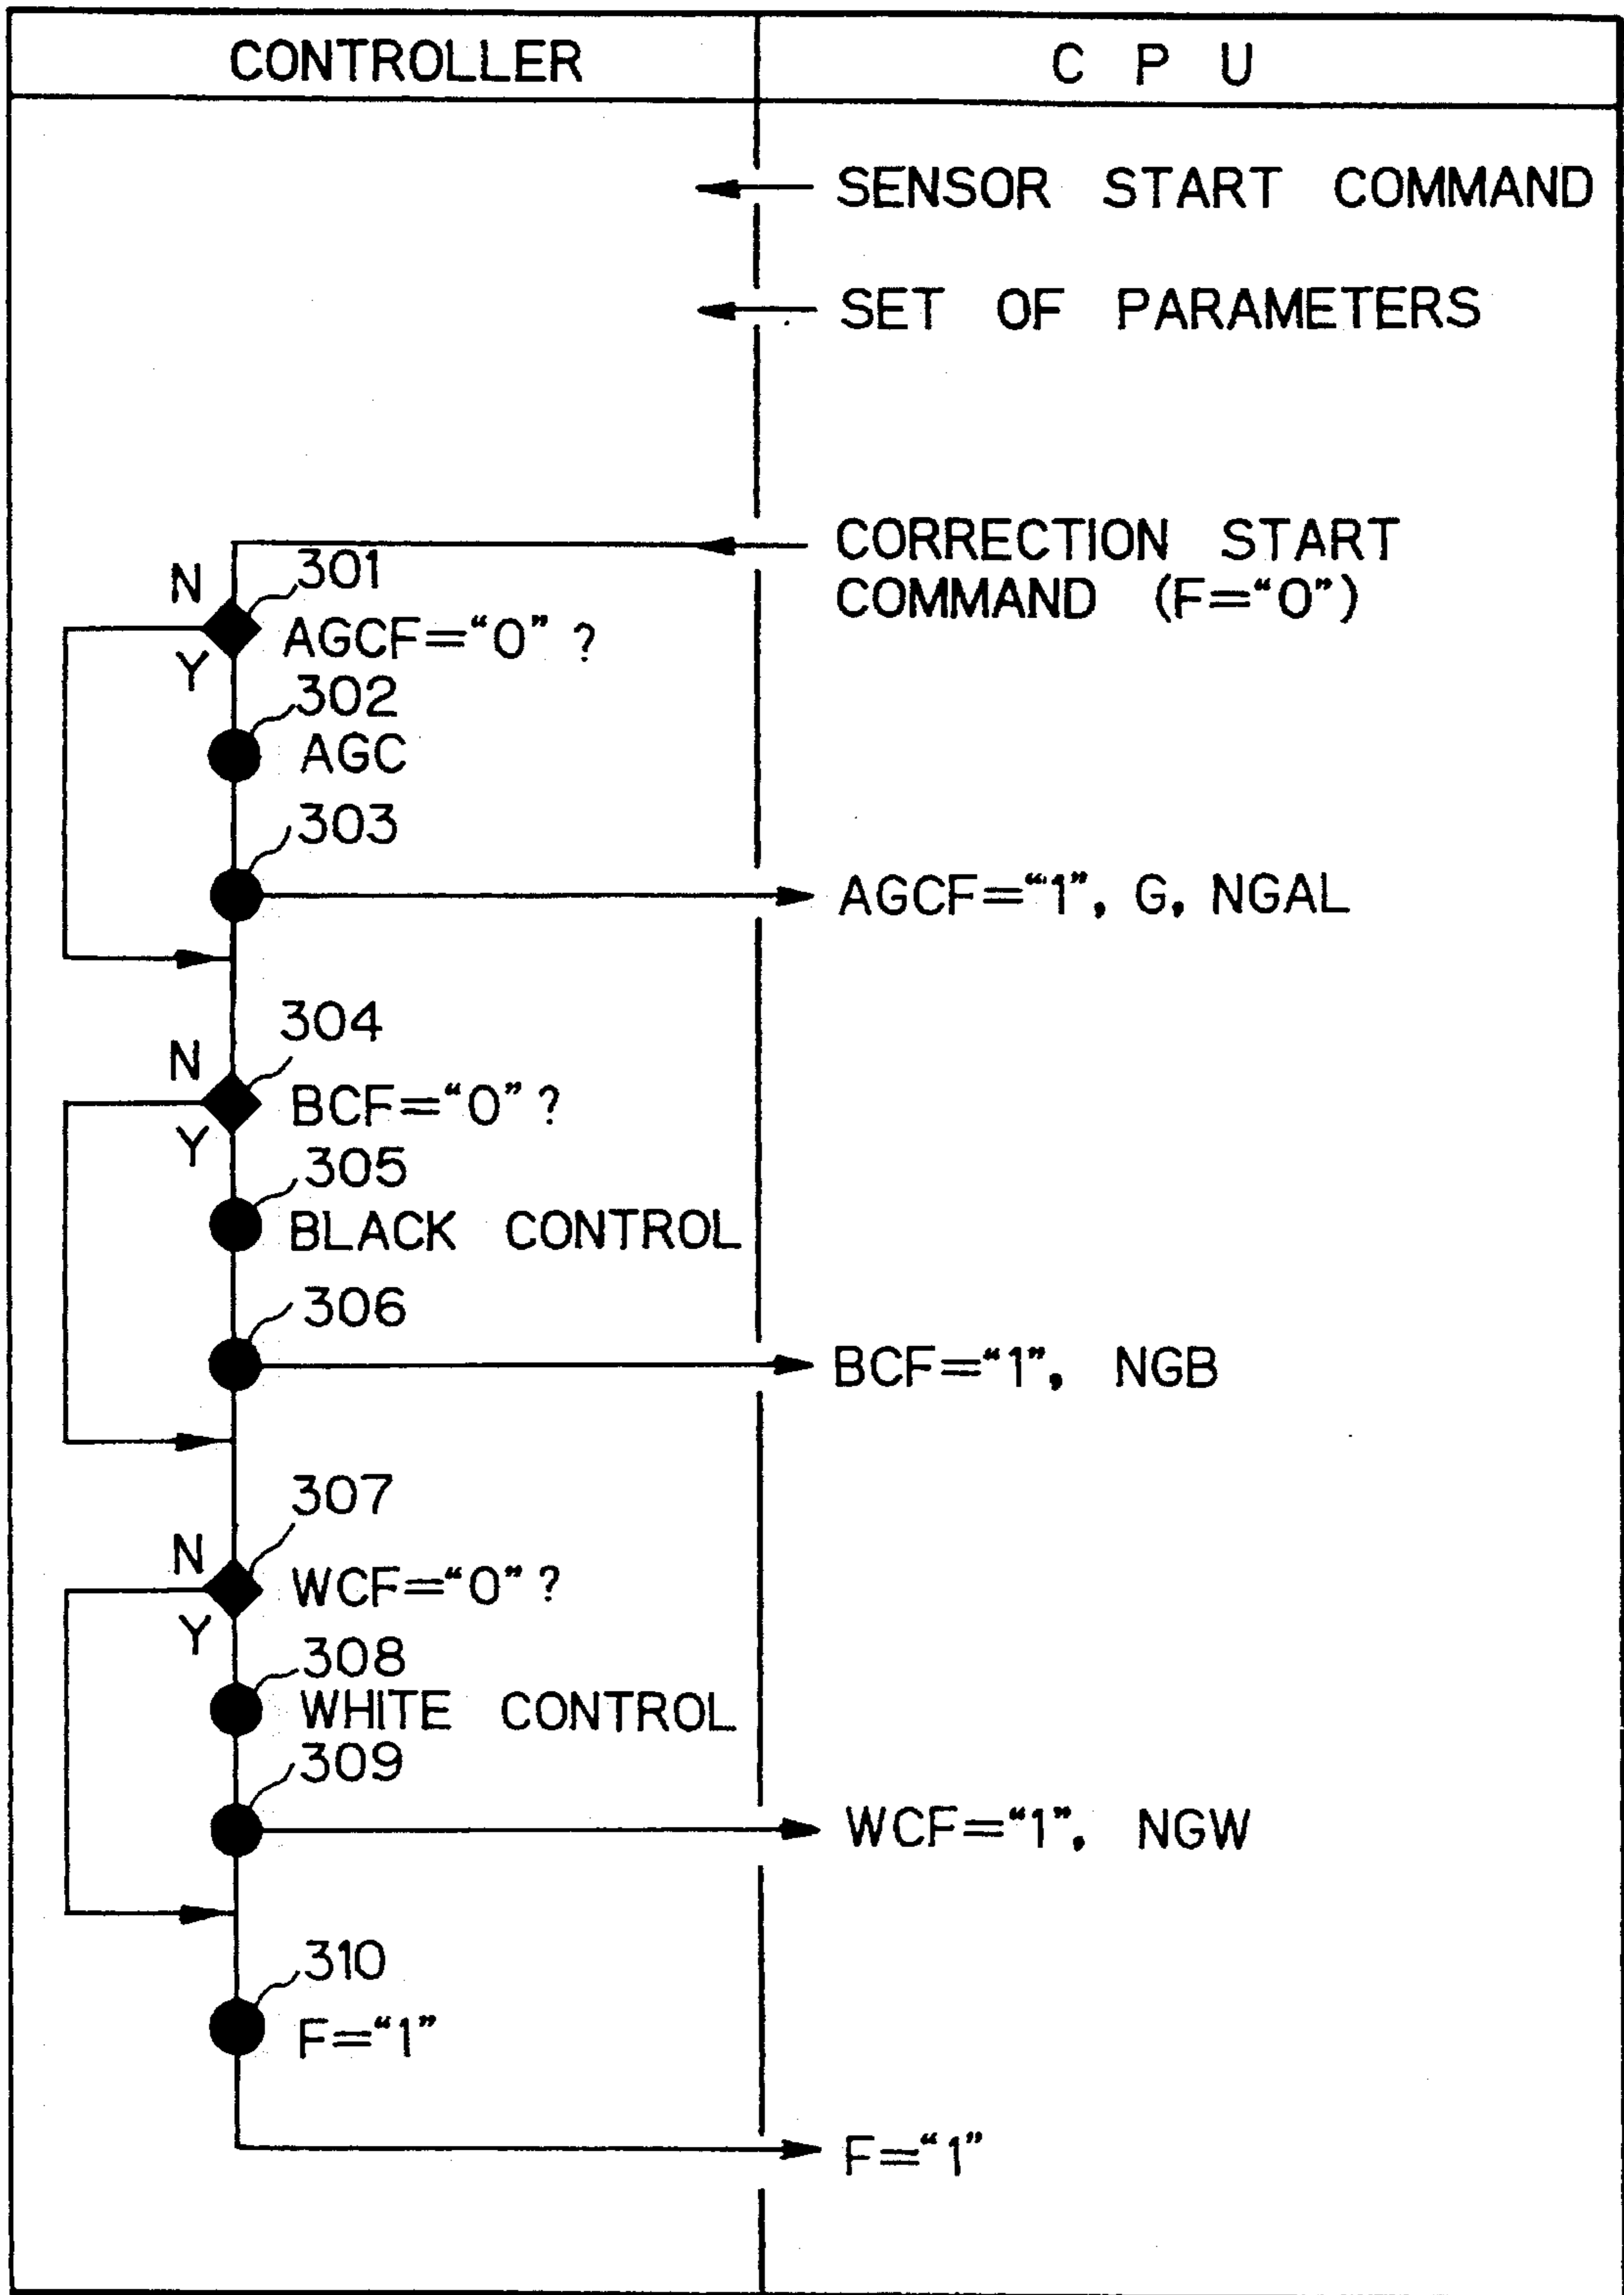 CONTROLLER
C P U
SENSOR START COMMAND
SET OF PARAMETERS
CORRECTION START
COMMAND (F="0")
N
301
AGCF="0" ?
Y
302
AGC
303
AGCF="1", G, NGAL
304
N
BCF="0" ?
Y
305
BLACK CONTROL
306
BCF="1", NGB
307
N
WCF="0" ?
Y
308
WHITE CONTROL
309
WCF="1", NGW
310
F="1"
F="1"